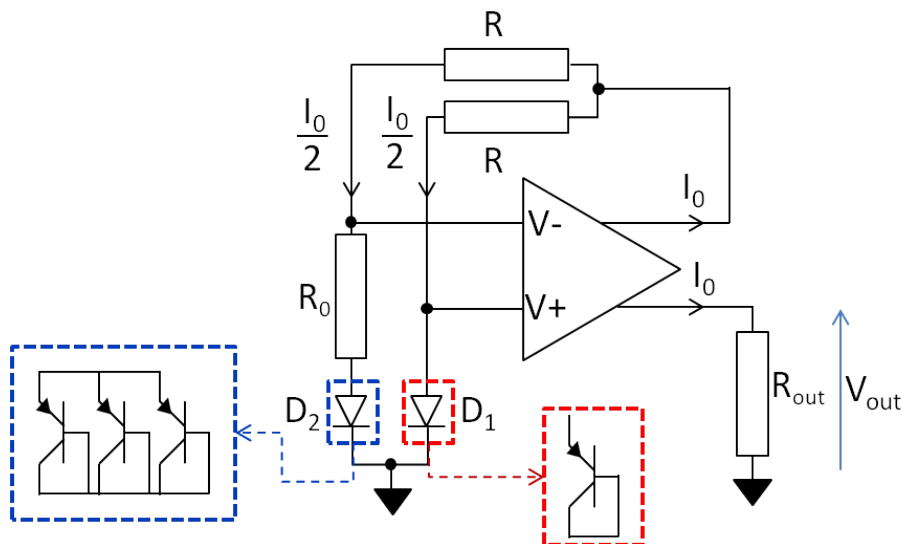 R
I₀
2
I₀
2
R
I₀
V-
R₀
V+
I₀
D₂
D₁
Rout
Vout